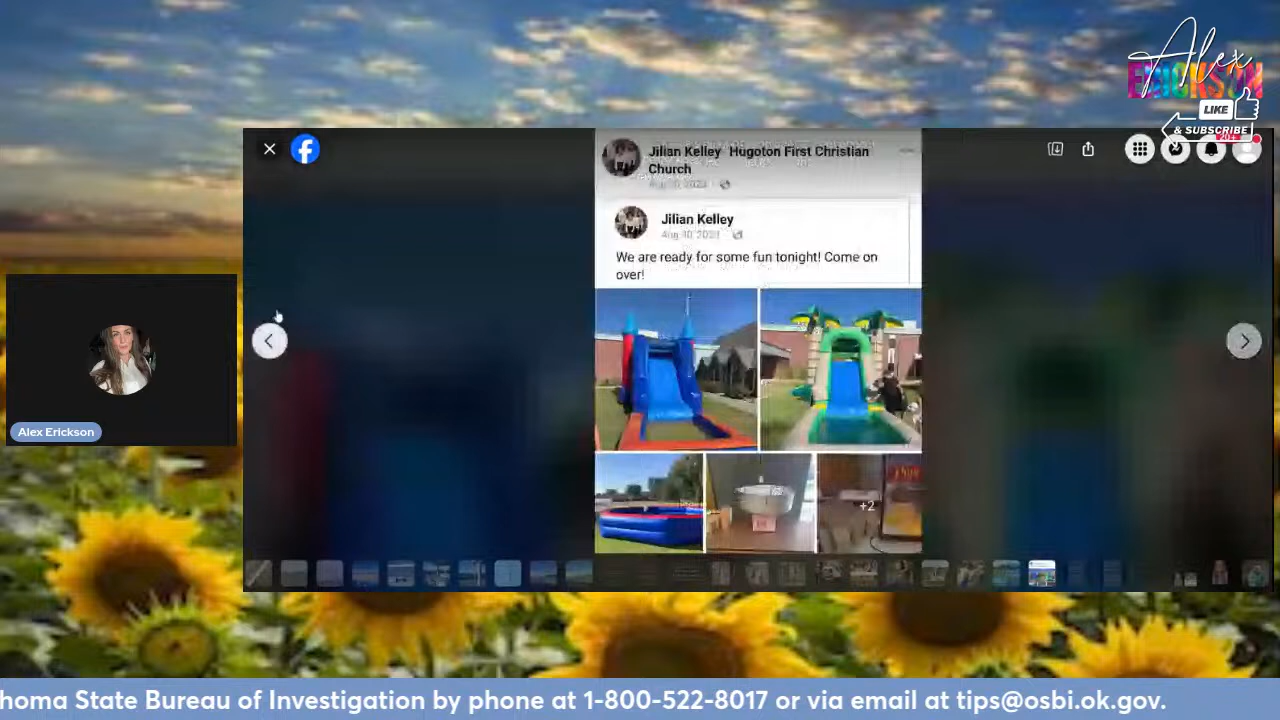 Alex
ERICKSON
LIKE
& SUBSCRIBE
Jilian Kelley Hugoton First Christian
Church
Jilian Kelley
We are ready for some fun tonight! Come on
over!
+2
Alex Erickson
homa State Bureau of Investigation by phone at 1-800-522-8017 or via email at tips@osbi.ok.gov.